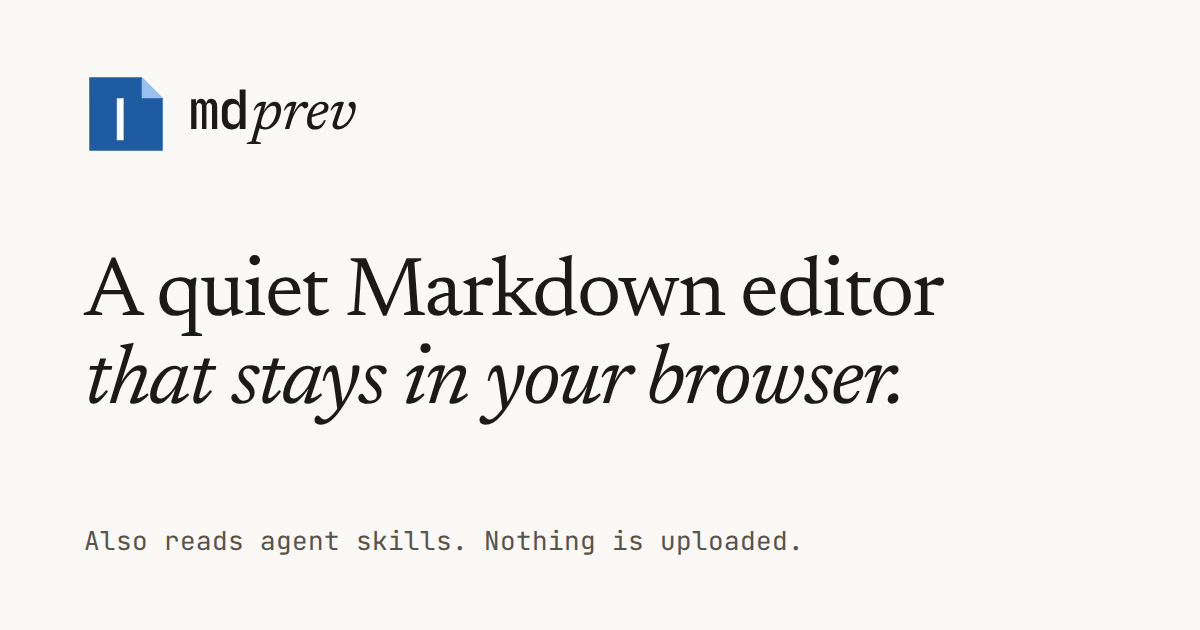 mdprev
A quiet Markdown editor
that stays in your browser.
Also reads agent skills. Nothing is uploaded.